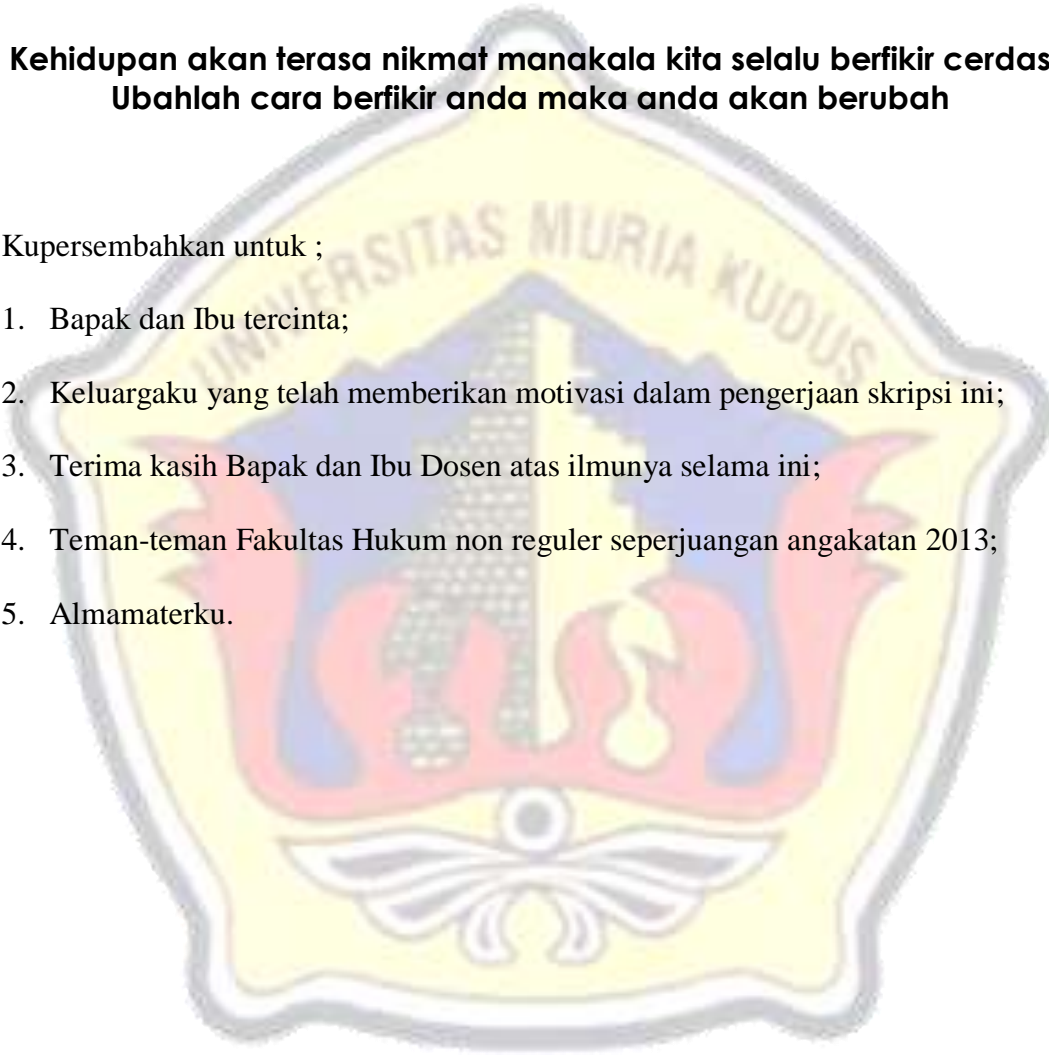 Kehidupan akan terasa nikmat manakala kita selalu berfikir cerdas
Ubahlah cara berfikir anda maka anda akan berubah
UNIVERSITAS MURIA KUDUS
Kupersembahkan untuk ;
1. Bapak dan Ibu tercinta;
2. Keluargaku yang telah memberikan motivasi dalam pengerjaan skripsi ini;
3. Terima kasih Bapak dan Ibu Dosen atas ilmunya selama ini;
4. Teman-teman Fakultas Hukum non reguler seperjuangan angakatan 2013;
5. Almamaterku.